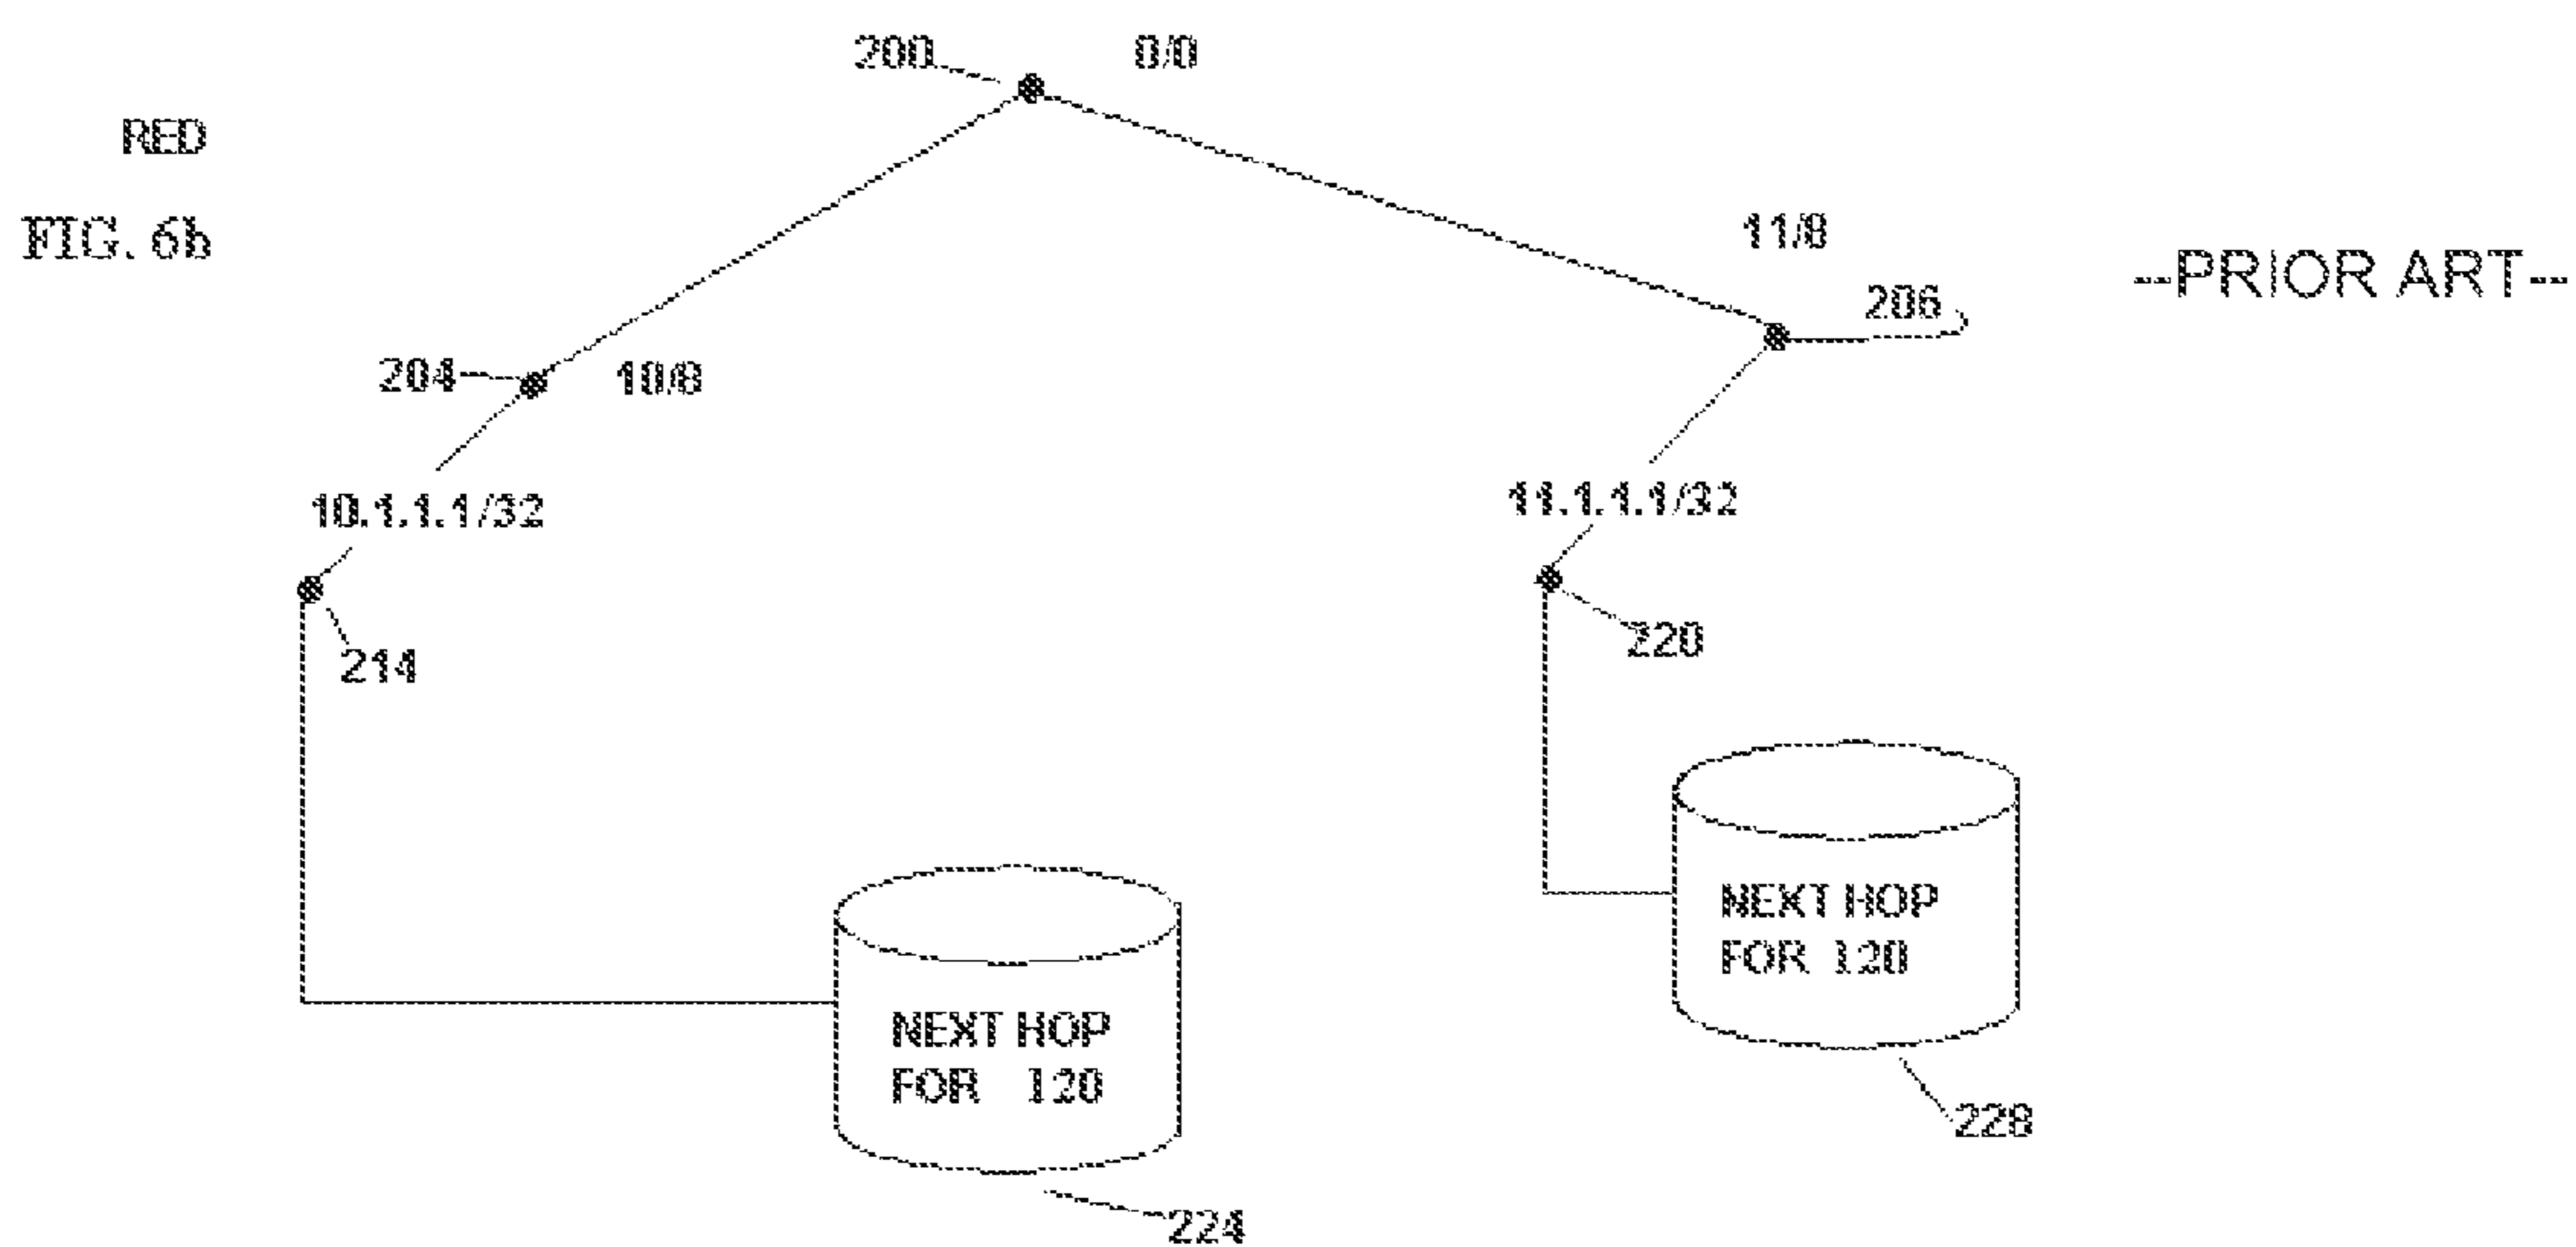 200
0/0
RED
FIG. 6b
11/8
--PRIOR ART--
206
204
10/8
10.1.1.1/32
11.1.1.1/32
214
220
NEXT HOP
FOR 120
NEXT HOP
FOR 120
228
224